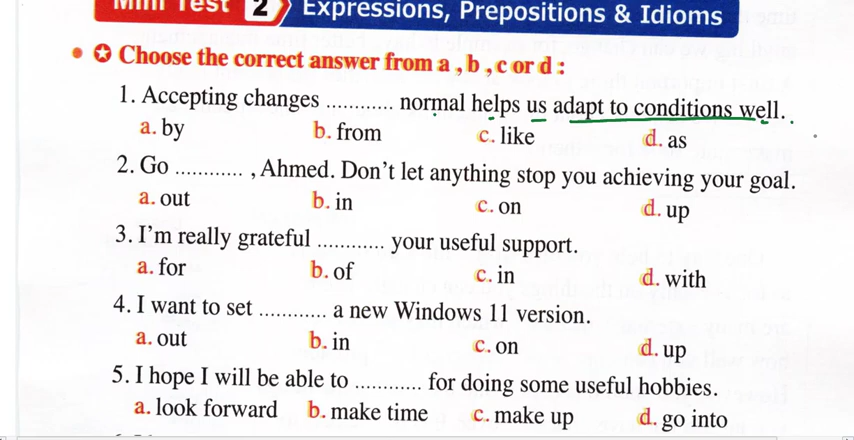 Mini Test 2 Expressions, Prepositions & Idioms
Choose the correct answer from a , b , c or d :
1. Accepting changes ............ normal helps us adapt to conditions well.
a. by b. from c. like d. as
2. Go ............ , Ahmed. Don't let anything stop you achieving your goal.
a. out b. in c. on d. up
3. I'm really grateful ............ your useful support.
a. for b. of c. in d. with
4. I want to set ............ a new Windows 11 version.
a. out b. in c. on d. up
5. I hope I will be able to ............ for doing some useful hobbies.
a. look forward b. make time c. make up d. go into